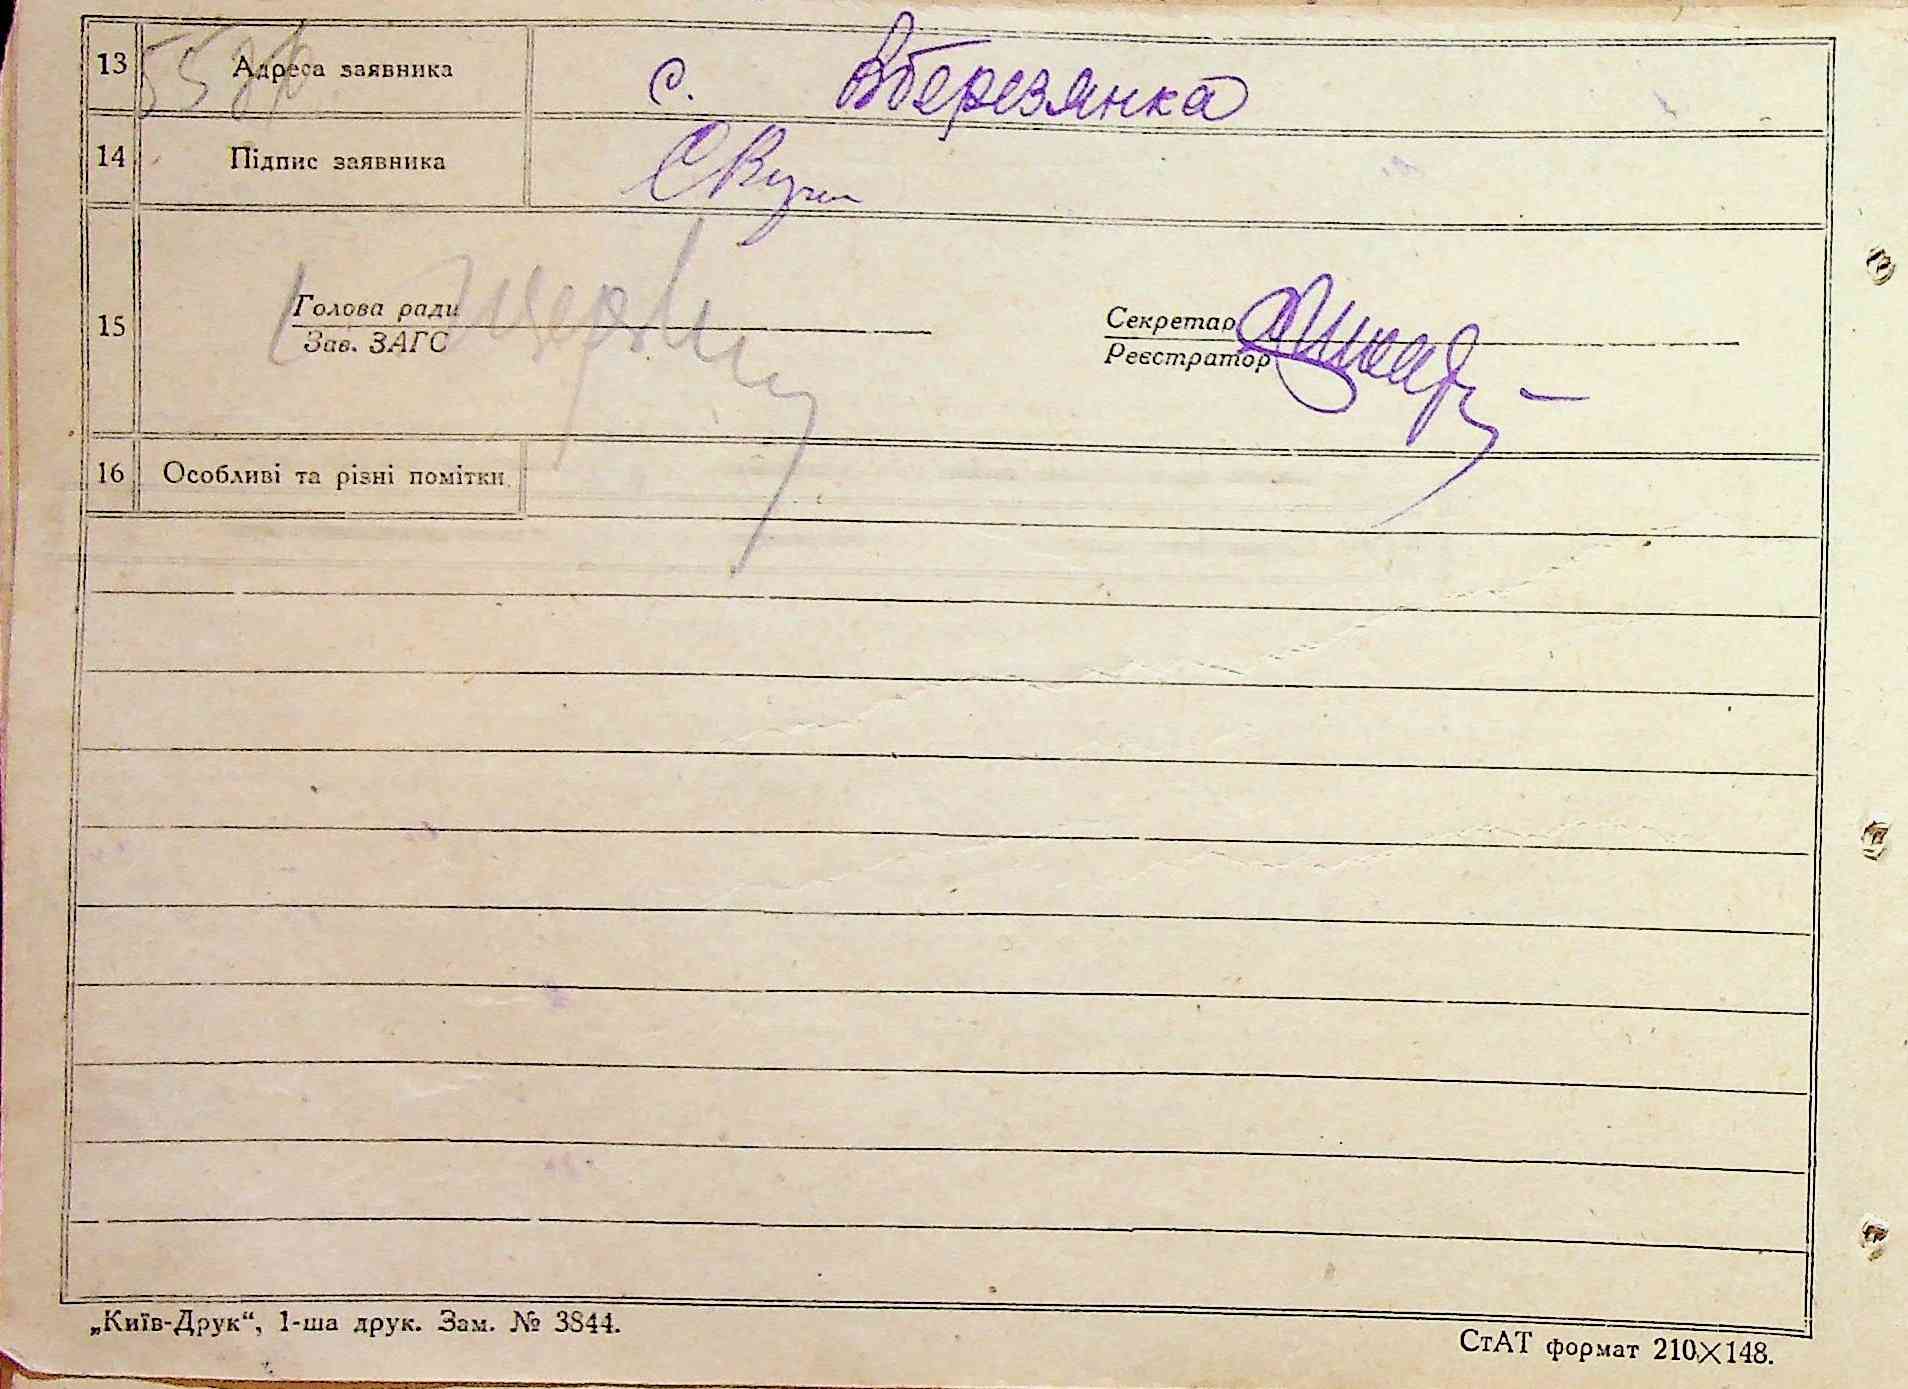 13 Адреса заявника с. Вберезянка
14 Підпис заявника
15 Голова ради Секретар
Зав. ЗАГС Реєстратор
16 Особливі та різні помітки
„Київ-Друк“, 1-ша друк. Зам. № 3844.
СтАТ формат 210×148.